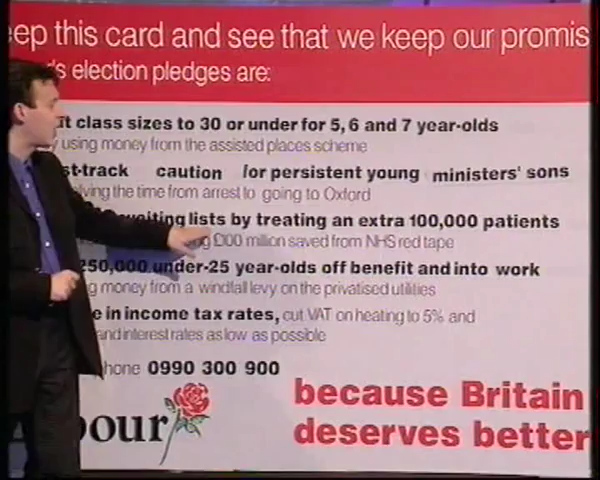 eep this card and see that we keep our promis
's election pledges are:
t class sizes to 30 or under for 5, 6 and 7 year-olds
using money from the assisted places scheme
st-track caution for persistent young ministers' sons
lving the time from arrest to going to Oxford
waiting lists by treating an extra 100,000 patients
g £100 million saved from NHS red tape
250,000 under-25 year-olds off benefit and into work
g money from a windfall levy on the privatised utilities
e in income tax rates, cut VAT on heating to 5% and
and interest rates as low as possible
hone 0990 300 900
bour
because Britain
deserves better